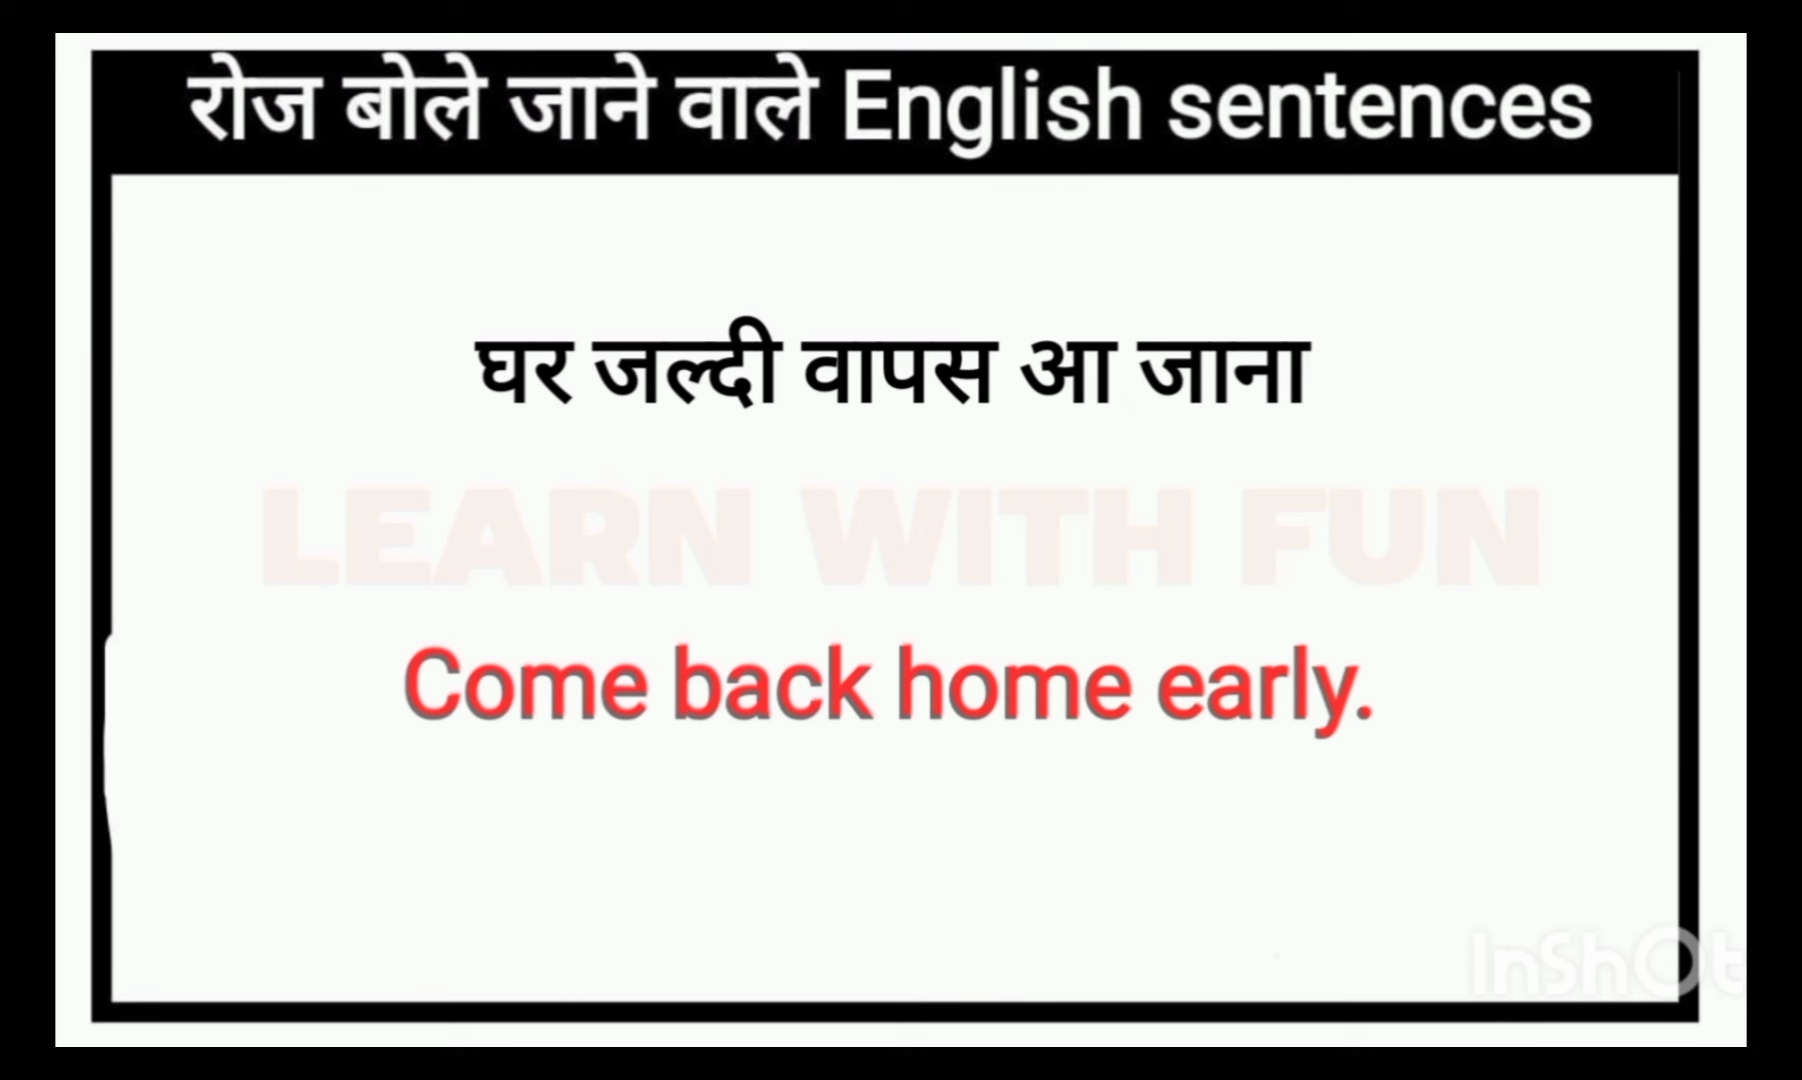 रोज बोले जाने वाले English sentences
घर जल्दी वापस आ जाना
LEARN WITH FUN
Come back home early.
InShOt